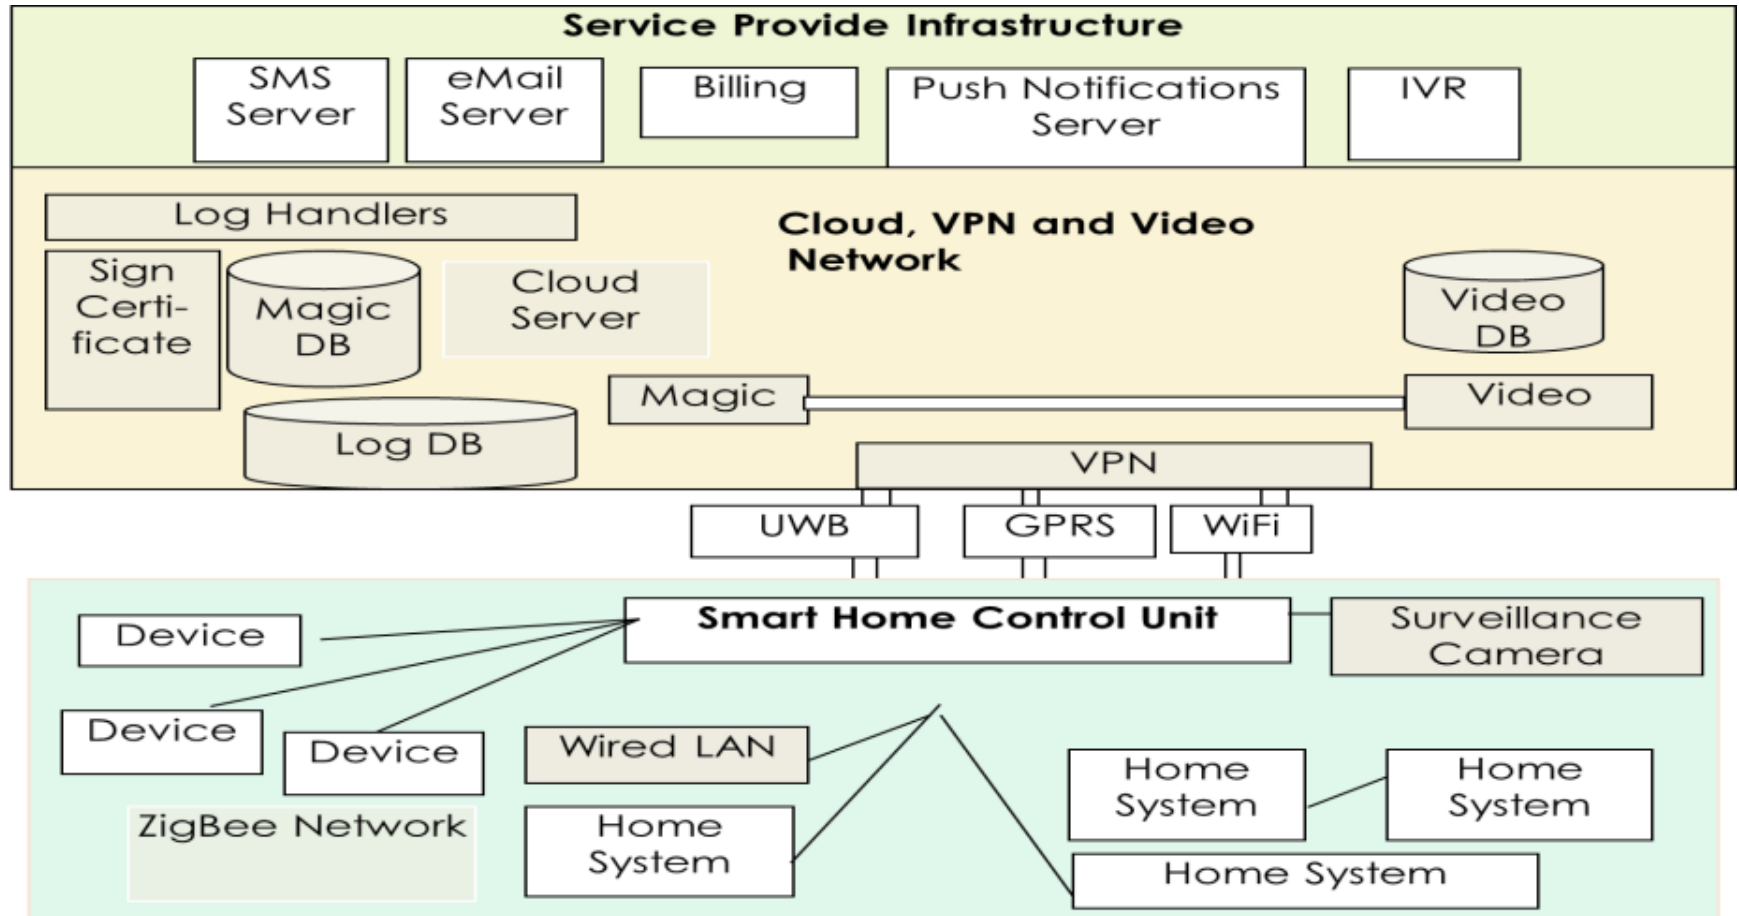 Service Provide Infrastructure
SMS
Server
eMail
Server
Billing
Push Notifications
Server
IVR
Log Handlers
Cloud, VPN and Video
Network
Sign
Certi-
ficate
Magic
DB
Cloud
Server
Video
DB
Magic
Video
Log DB
VPN
UWB
GPRS
WiFi
Smart Home Control Unit
Surveillance
Camera
Device
Device
Device
Wired LAN
Home
System
Home
System
ZigBee Network
Home
System
Home System